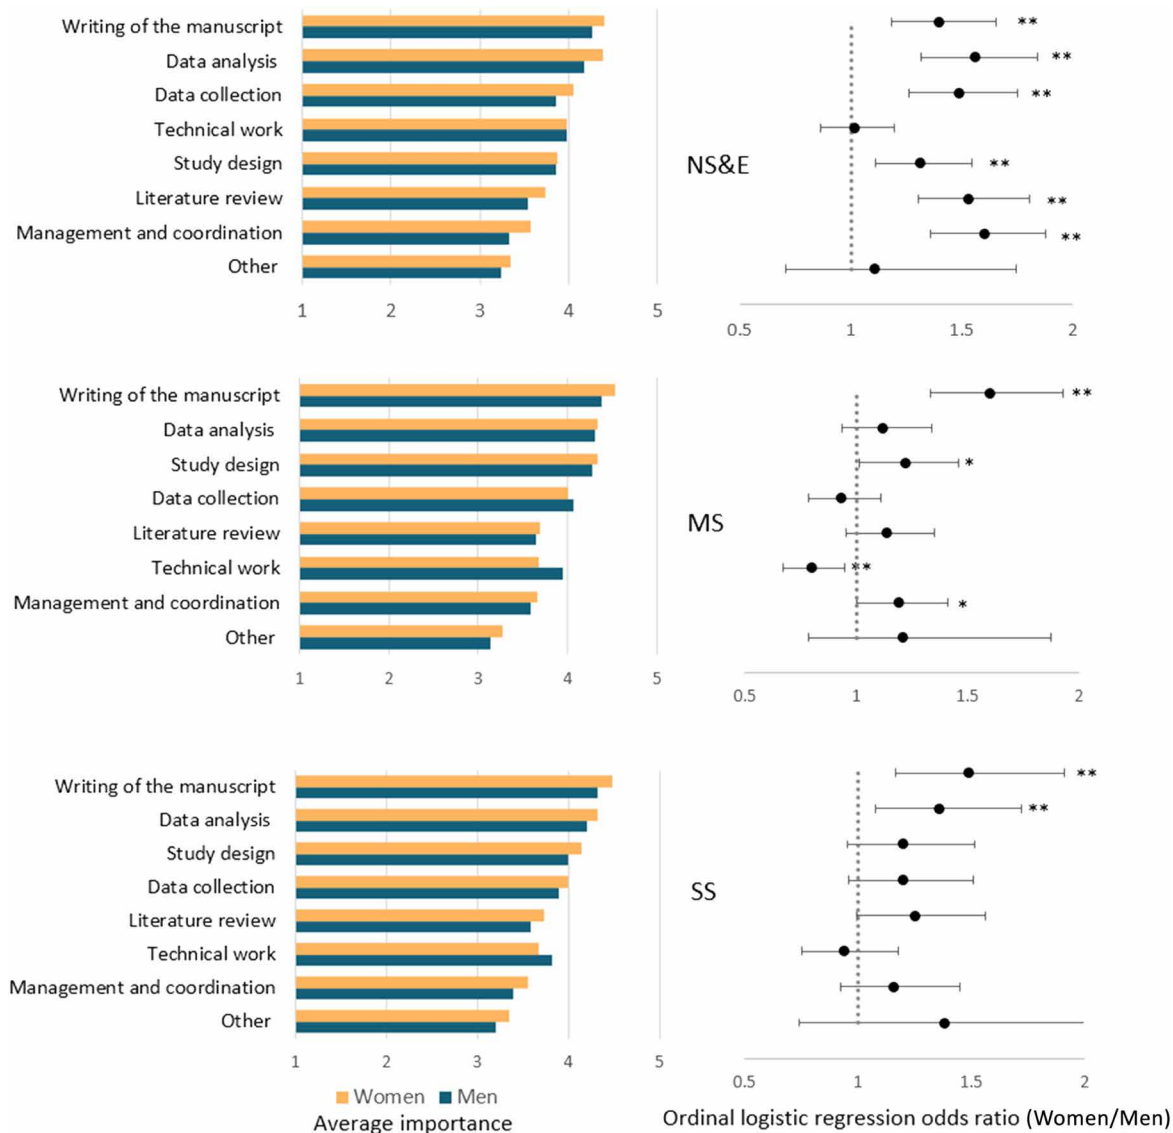 Writing of the manuscript **
Data analysis **
Data collection **
Technical work
Study design NS&E **
Literature review **
Management and coordination **
Other
1 2 3 4 5 0.5 1 1.5 2
Writing of the manuscript **
Data analysis
Study design *
Data collection
Literature review MS
Technical work **
Management and coordination *
Other
1 2 3 4 5 0.5 1 1.5 2
Writing of the manuscript **
Data analysis **
Study design
Data collection SS
Literature review
Technical work
Management and coordination
Other
1 2 3 4 5 0.5 1 1.5 2
Women Men
Average importance Ordinal logistic regression odds ratio (Women/Men)